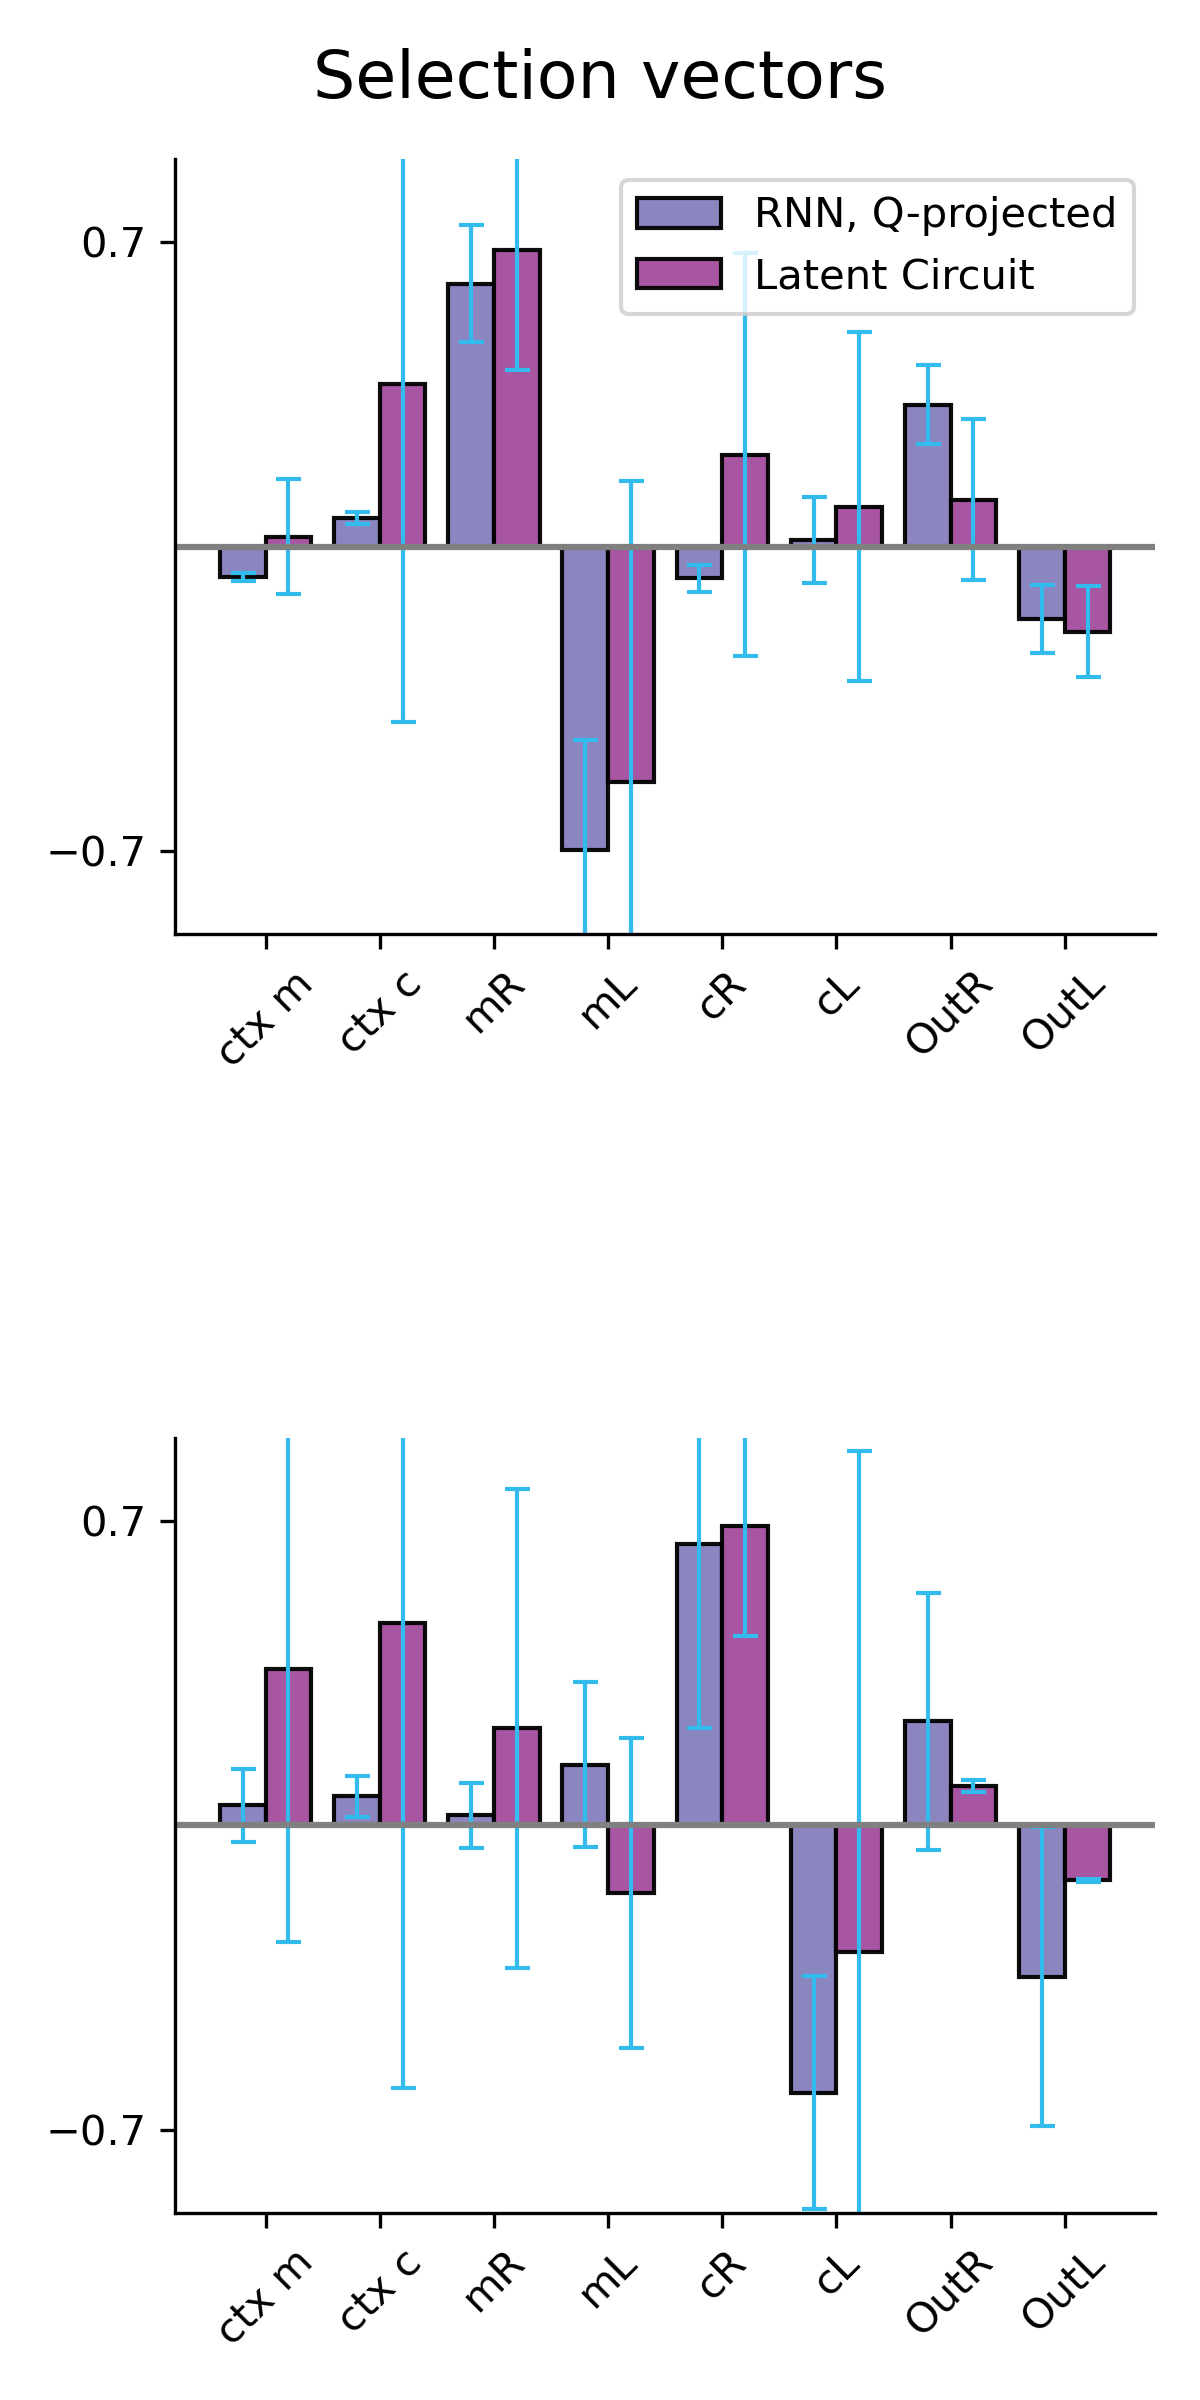 Selection vectors
RNN, Q-projected
Latent Circuit
0.7
−0.7
ctx m
ctx c
mR
mL
cR
cL
OutR
OutL
0.7
−0.7
ctx m
ctx c
mR
mL
cR
cL
OutR
OutL